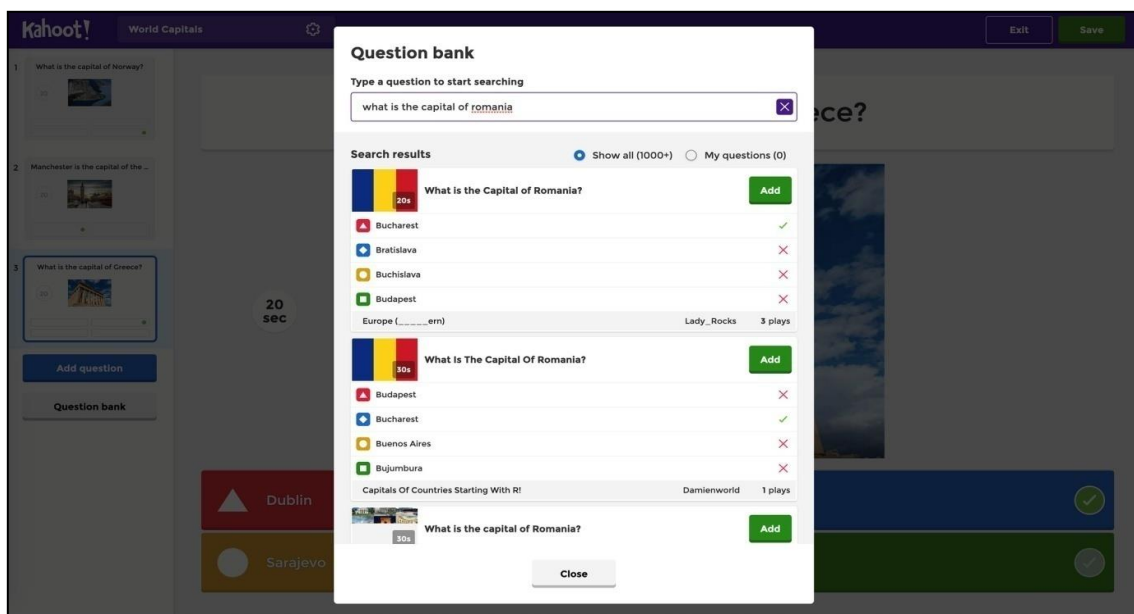 Kahoot!
World Capitals
Exit
Save
1
What is the capital of Norway?
2
Manchester is the capital of the ...
3
What is the capital of Greece?
Add question
Question bank
20
sec
ece?
Dublin
Sarajevo
Question bank
Type a question to start searching
what is the capital of romania
Search results
Show all (1000+)
My questions (0)
20s
What is the Capital of Romania?
Add
Bucharest
Bratislava
Buchislava
Budapest
Europe (_____ern)
Lady_Rocks
3 plays
30s
What Is The Capital Of Romania?
Add
Budapest
Bucharest
Buenos Aires
Bujumbura
Capitals Of Countries Starting With R!
Damienworld
1 plays
30s
What is the capital of Romania?
Add
Close